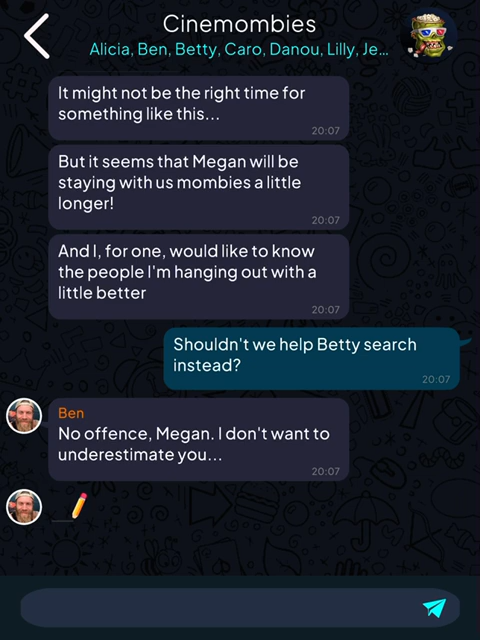 Cinemombies
Alicia, Ben, Betty, Caro, Danou, Lilly, Je...
It might not be the right time for
something like this...
20:07
But it seems that Megan will be
staying with us mombies a little
longer!
20:07
And I, for one, would like to know
the people I'm hanging out with a
little better
20:07
Shouldn't we help Betty search
instead?
20:07
Ben
No offence, Megan. I don't want to
underestimate you...
20:07